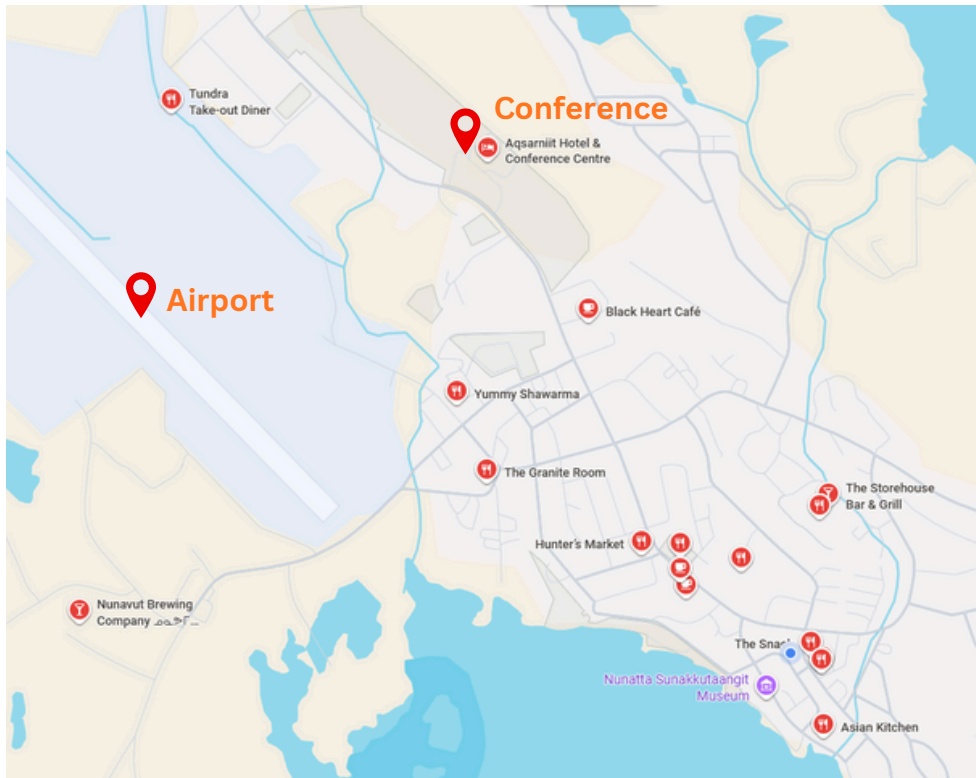 Tundra
Take-out Diner
Conference
Aqsarniit Hotel &
Conference Centre
Airport
Black Heart Café
Yummy Shawarma
The Granite Room
The Storehouse
Bar & Grill
Hunter's Market
Nunavut Brewing
Company
The
Nunatta Sunakkutaangit
Museum
Asian Kitchen